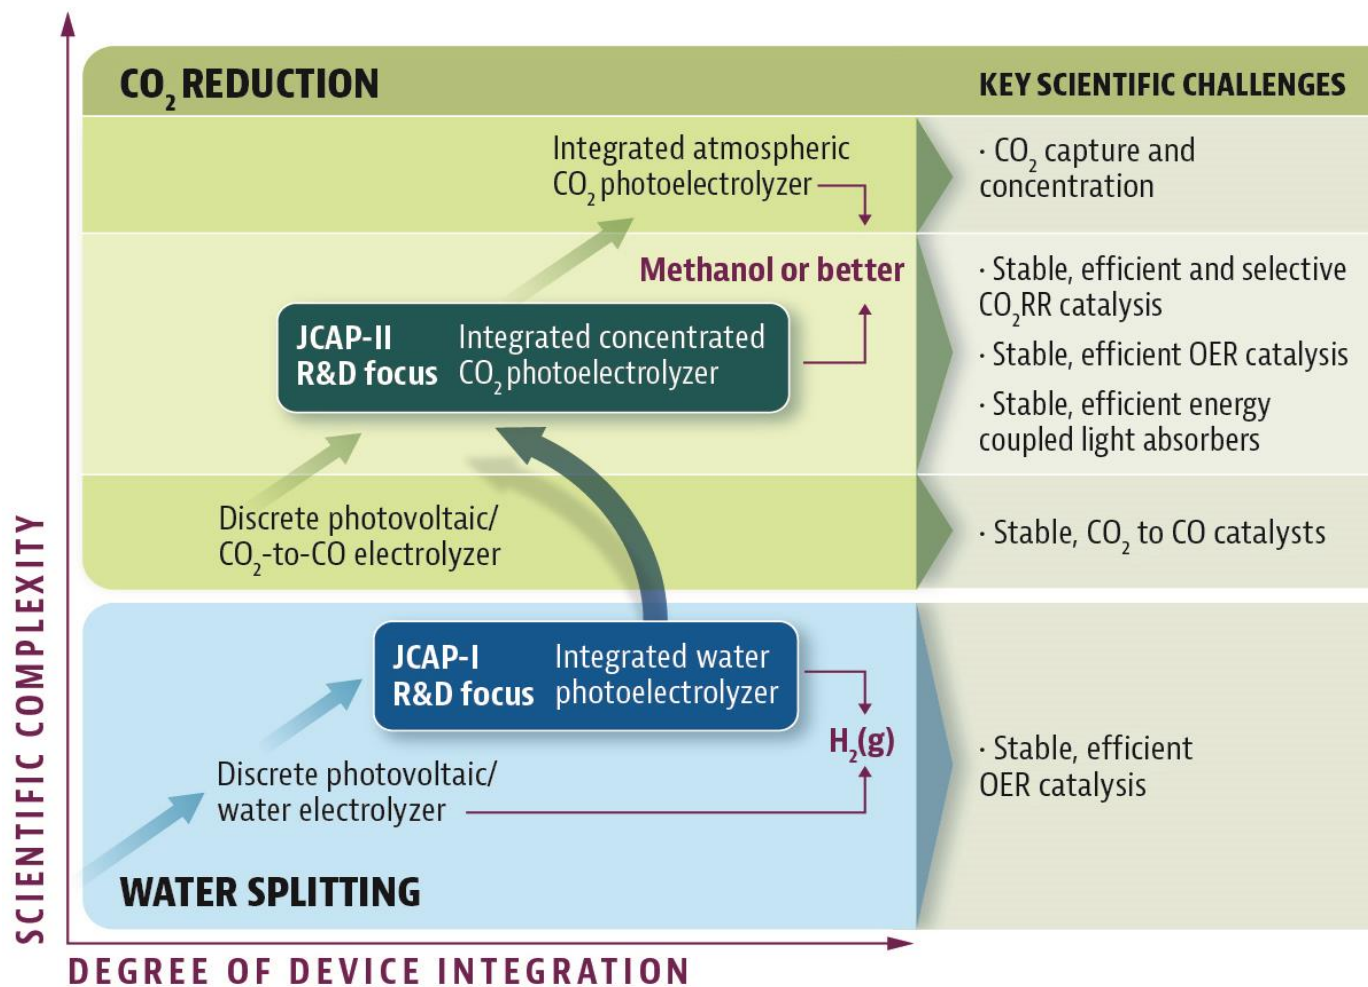 CO₂ REDUCTION
KEY SCIENTIFIC CHALLENGES
Integrated atmospheric
CO₂ photoelectrolyzer
· CO₂ capture and
concentration
Methanol or better
JCAP-II
R&D focus
Integrated concentrated
CO₂ photoelectrolyzer
· Stable, efficient and selective
CO₂RR catalysis
· Stable, efficient OER catalysis
· Stable, efficient energy
coupled light absorbers
Discrete photovoltaic/
CO₂-to-CO electrolyzer
· Stable, CO₂ to CO catalysts
JCAP-I
R&D focus
Integrated water
photoelectrolyzer
H₂(g)
Discrete photovoltaic/
water electrolyzer
· Stable, efficient
OER catalysis
WATER SPLITTING
SCIENTIFIC COMPLEXITY
DEGREE OF DEVICE INTEGRATION